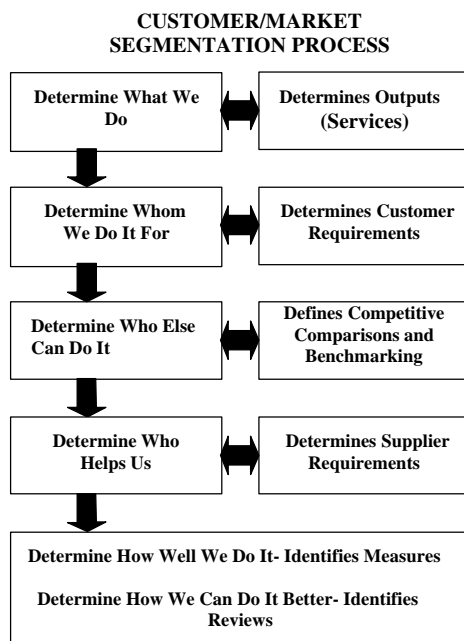 CUSTOMER/MARKET
SEGMENTATION PROCESS
Determine What We
Do
Determines Outputs
(Services)
Determine Whom
We Do It For
Determines Customer
Requirements
Determine Who Else
Can Do It
Defines Competitive
Comparisons and
Benchmarking
Determine Who
Helps Us
Determines Supplier
Requirements
Determine How Well We Do It- Identifies Measures
Determine How We Can Do It Better- Identifies
Reviews